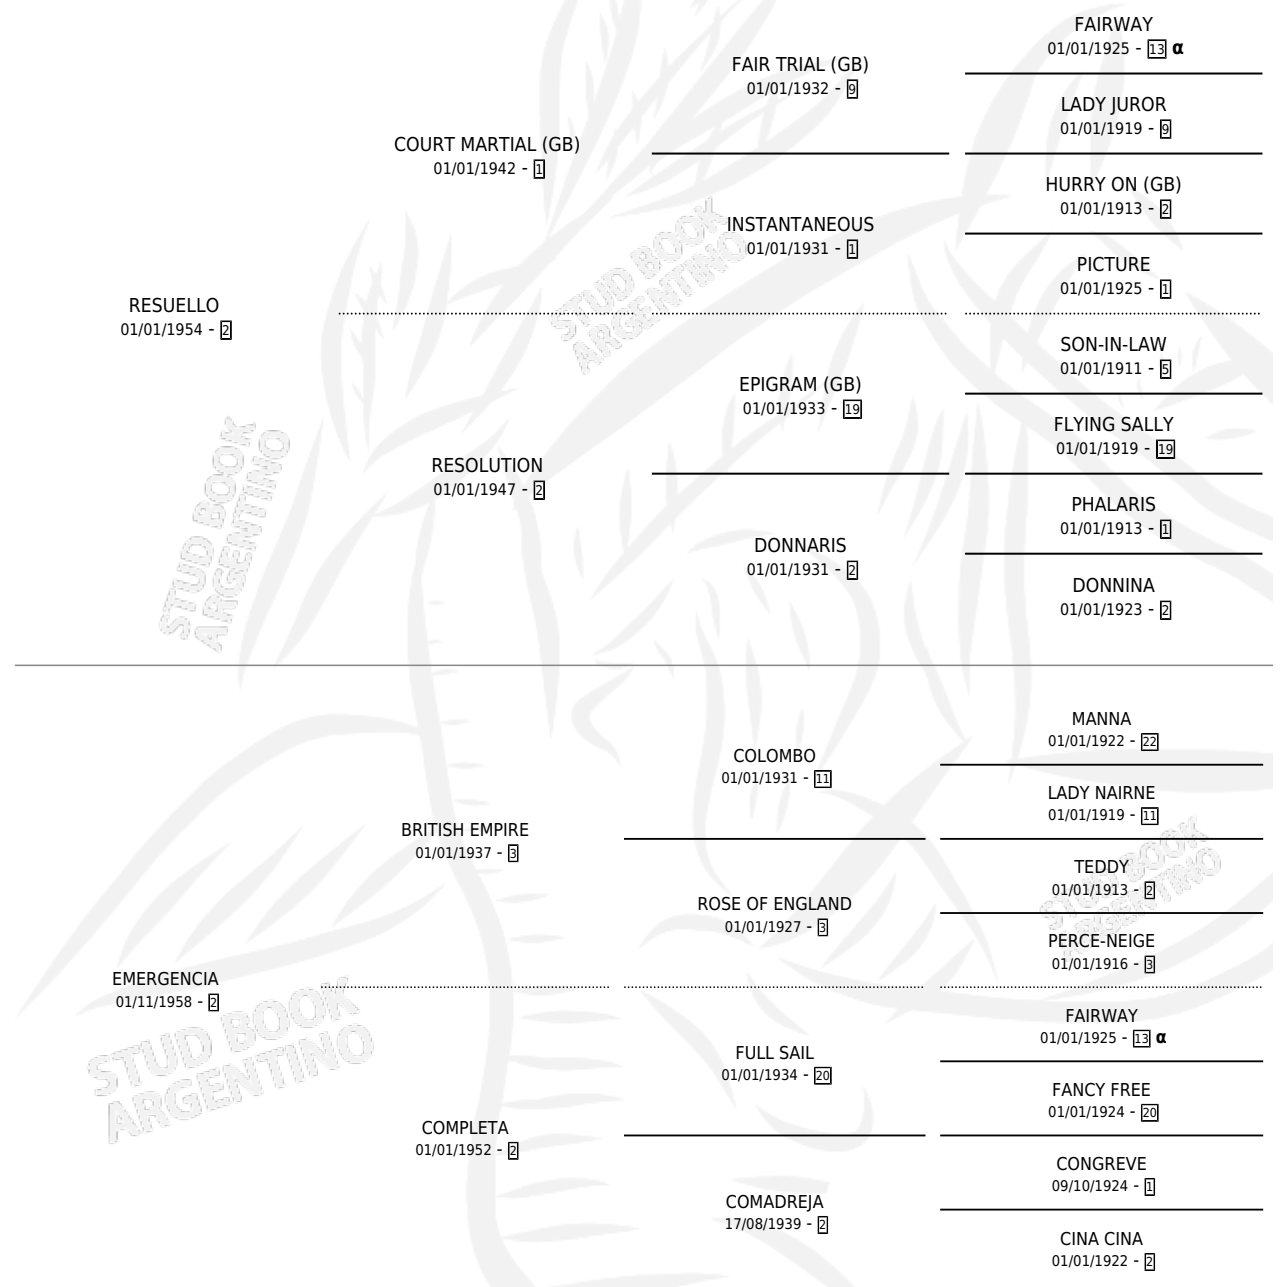 FAIRWAY
01/01/1925 - 13 α
FAIR TRIAL (GB)
01/01/1932 - 9
LADY JUROR
01/01/1919 - 9
COURT MARTIAL (GB)
01/01/1942 - 1
HURRY ON (GB)
01/01/1913 - 2
INSTANTANEOUS
01/01/1931 - 1
PICTURE
01/01/1925 - 1
RESUELLO
01/01/1954 - 2
SON-IN-LAW
01/01/1911 - 5
EPIGRAM (GB)
01/01/1933 - 19
FLYING SALLY
01/01/1919 - 19
RESOLUTION
01/01/1947 - 2
PHALARIS
01/01/1913 - 1
DONNARIS
01/01/1931 - 2
DONNINA
01/01/1923 - 2
MANNA
01/01/1922 - 22
COLOMBO
01/01/1931 - 11
LADY NAIRNE
01/01/1919 - 11
BRITISH EMPIRE
01/01/1937 - 3
TEDDY
01/01/1913 - 2
ROSE OF ENGLAND
01/01/1927 - 3
PERCE-NEIGE
01/01/1916 - 3
EMERGENCIA
01/11/1958 - 2
FAIRWAY
01/01/1925 - 13 α
FULL SAIL
01/01/1934 - 20
FANCY FREE
01/01/1924 - 20
COMPLETA
01/01/1952 - 2
CONGREVE
09/10/1924 - 1
COMADREJA
17/08/1939 - 2
CINA CINA
01/01/1922 - 2
STUD BOOK
ARGENTINO
STUD BOOK
ARGENTINO
STUD BOOK
ARGENTINO
STUD BOOK
ARGENTINO